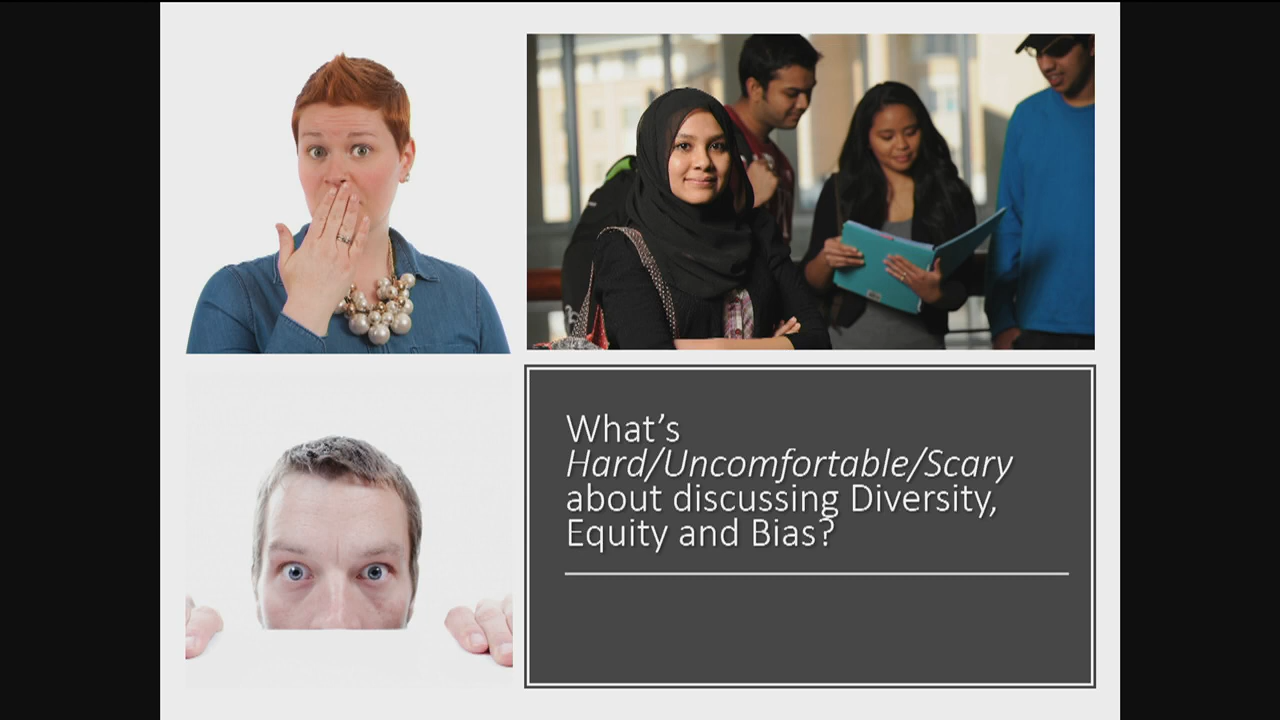 What’s
Hard/Uncomfortable/Scary
about discussing Diversity,
Equity and Bias?